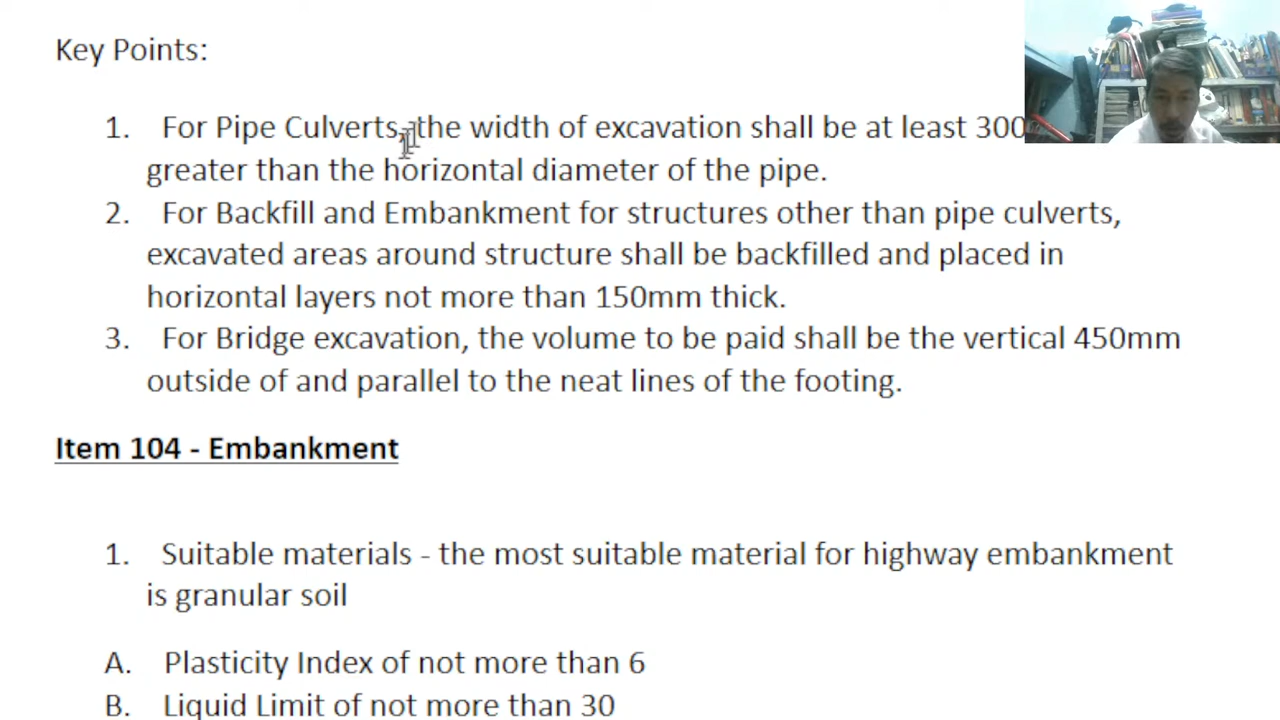 Key Points:
1. For Pipe Culverts, the width of excavation shall be at least 300
greater than the horizontal diameter of the pipe.
2. For Backfill and Embankment for structures other than pipe culverts,
excavated areas around structure shall be backfilled and placed in
horizontal layers not more than 150mm thick.
3. For Bridge excavation, the volume to be paid shall be the vertical 450mm
outside of and parallel to the neat lines of the footing.
Item 104 - Embankment
1. Suitable materials - the most suitable material for highway embankment
is granular soil
A. Plasticity Index of not more than 6
B. Liquid Limit of not more than 30